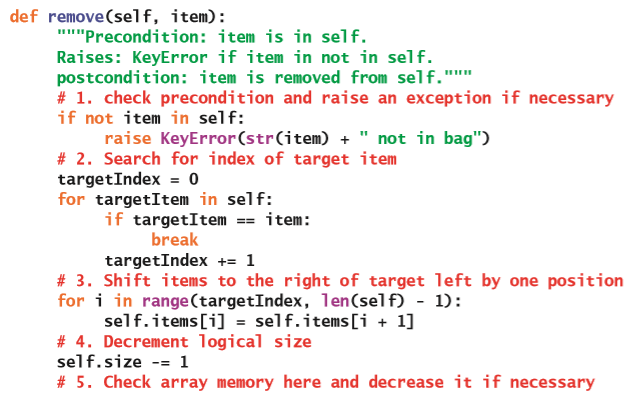 def remove(self, item):
"""Precondition: item is in self.
Raises: KeyError if item in not in self.
postcondition: item is removed from self."""
# 1. check precondition and raise an exception if necessary
if not item in self:
raise KeyError(str(item) + " not in bag")
# 2. Search for index of target item
targetIndex = 0
for targetItem in self:
if targetItem == item:
break
targetIndex += 1
# 3. Shift items to the right of target left by one position
for i in range(targetIndex, len(self) - 1):
self.items[i] = self.items[i + 1]
# 4. Decrement logical size
self.size -= 1
# 5. Check array memory here and decrease it if necessary